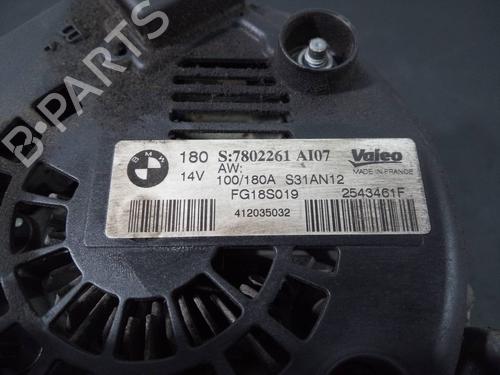 B-PARTS
BMW 180 S:7802261 AI07 Valeo
14V AW: MADE IN FRANCE
100/180A S31AN12
FG18S019 2543461F
412035032